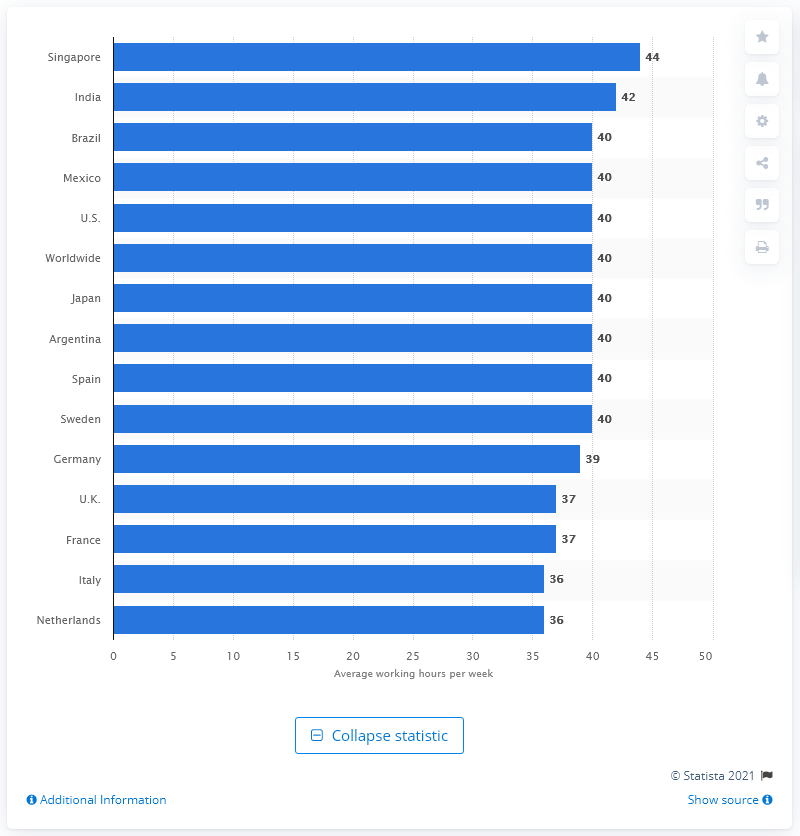 Singapore 44
India 42
Brazil 40
Mexico 40
U.S. 40
Worldwide 40
Japan 40
Argentina 40
Spain 40
Sweden 40
Germany 39
U.K. 37
France 37
Italy 36
Netherlands 36
0 5 10 15 20 25 30 35 40 45 50
Average working hours per week
Collapse statistic
© Statista 2021
Additional Information Show source